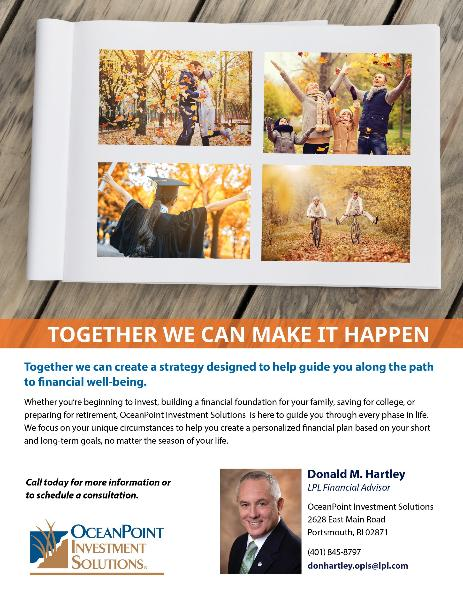 TOGETHER WE CAN MAKE IT HAPPEN
Together we can create a strategy designed to help guide you along the path
to financial well-being.
Whether you're beginning to invest, building a financial foundation for your family, saving for college, or
preparing for retirement, OceanPoint Investment Solutions is here to guide you through every phase in life.
We focus on your unique circumstances to help you create a personalized financial plan based on your short
and long-term goals, no matter the season of your life.
Call today for more information or
to schedule a consultation.
OCEANPOINT
INVESTMENT
SOLUTIONS®
Donald M. Hartley
LPL Financial Advisor
OceanPoint Investment Solutions
2628 East Main Road
Portsmouth, RI 02871
(401) 845-8797
donhartley.opis@lpl.com